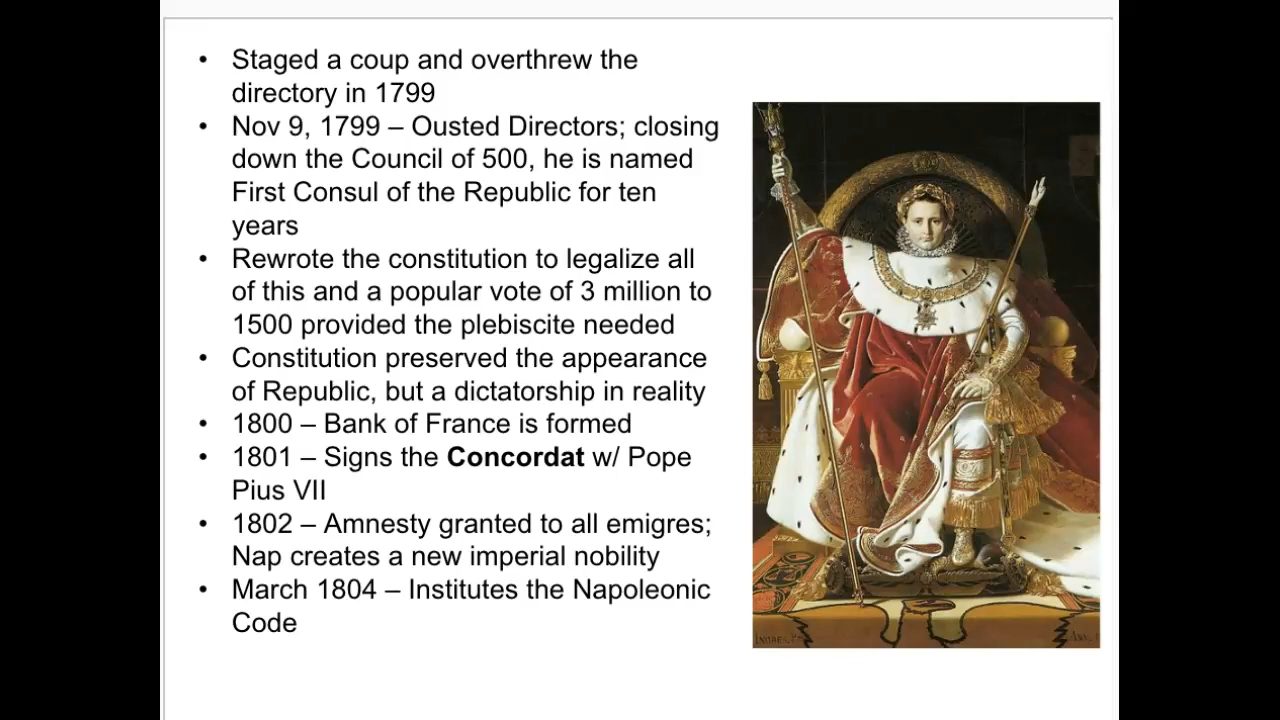 • Staged a coup and overthrew the
directory in 1799
• Nov 9, 1799 – Ousted Directors; closing
down the Council of 500, he is named
First Consul of the Republic for ten
years
• Rewrote the constitution to legalize all
of this and a popular vote of 3 million to
1500 provided the plebiscite needed
• Constitution preserved the appearance
of Republic, but a dictatorship in reality
• 1800 – Bank of France is formed
• 1801 – Signs the Concordat w/ Pope
Pius VII
• 1802 – Amnesty granted to all emigres;
Nap creates a new imperial nobility
• March 1804 – Institutes the Napoleonic
Code